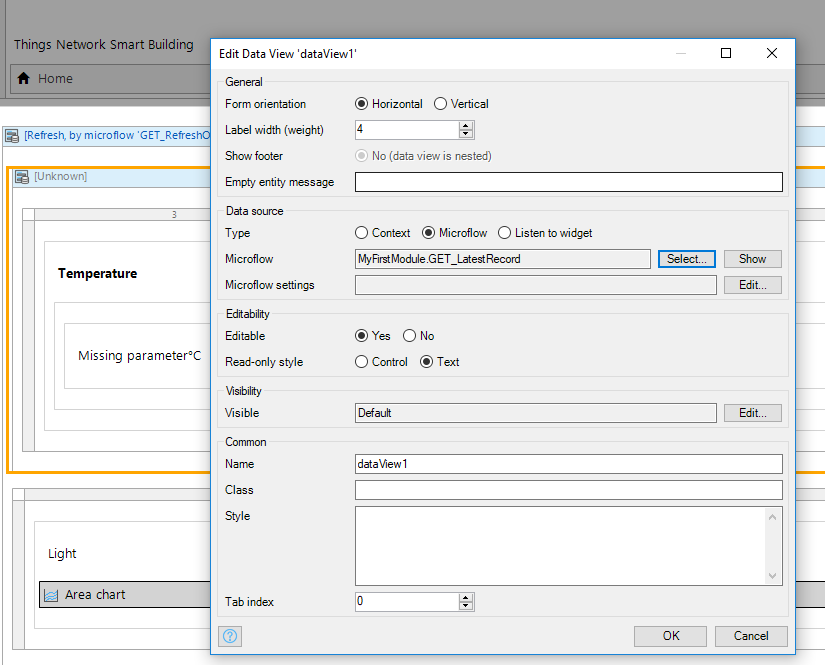 Things Network Smart Building
Home
[Refresh, by microflow 'GET_RefreshO
[Unknown]
3
Temperature
Missing parameter°C
Light
Area chart
Edit Data View 'dataView1'
General
Form orientation Horizontal Vertical
Label width (weight) 4
Show footer No (data view is nested)
Empty entity message
Data source
Type Context Microflow Listen to widget
Microflow MyFirstModule.GET_LatestRecord Select... Show
Microflow settings Edit...
Editability
Editable Yes No
Read-only style Control Text
Visibility
Visible Default Edit...
Common
Name dataView1
Class
Style
Tab index 0
? OK Cancel